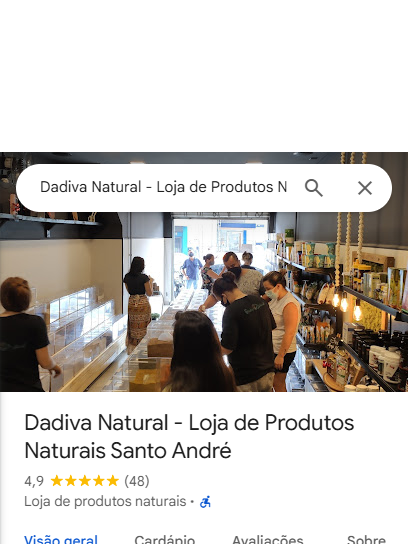 Dadiva Natural - Loja de Produtos N
Dadiva Natural - Loja de Produtos
Naturais Santo André
4,9 (48)
Loja de produtos naturais ·
Visão geral Cardápio Avaliações Sobre